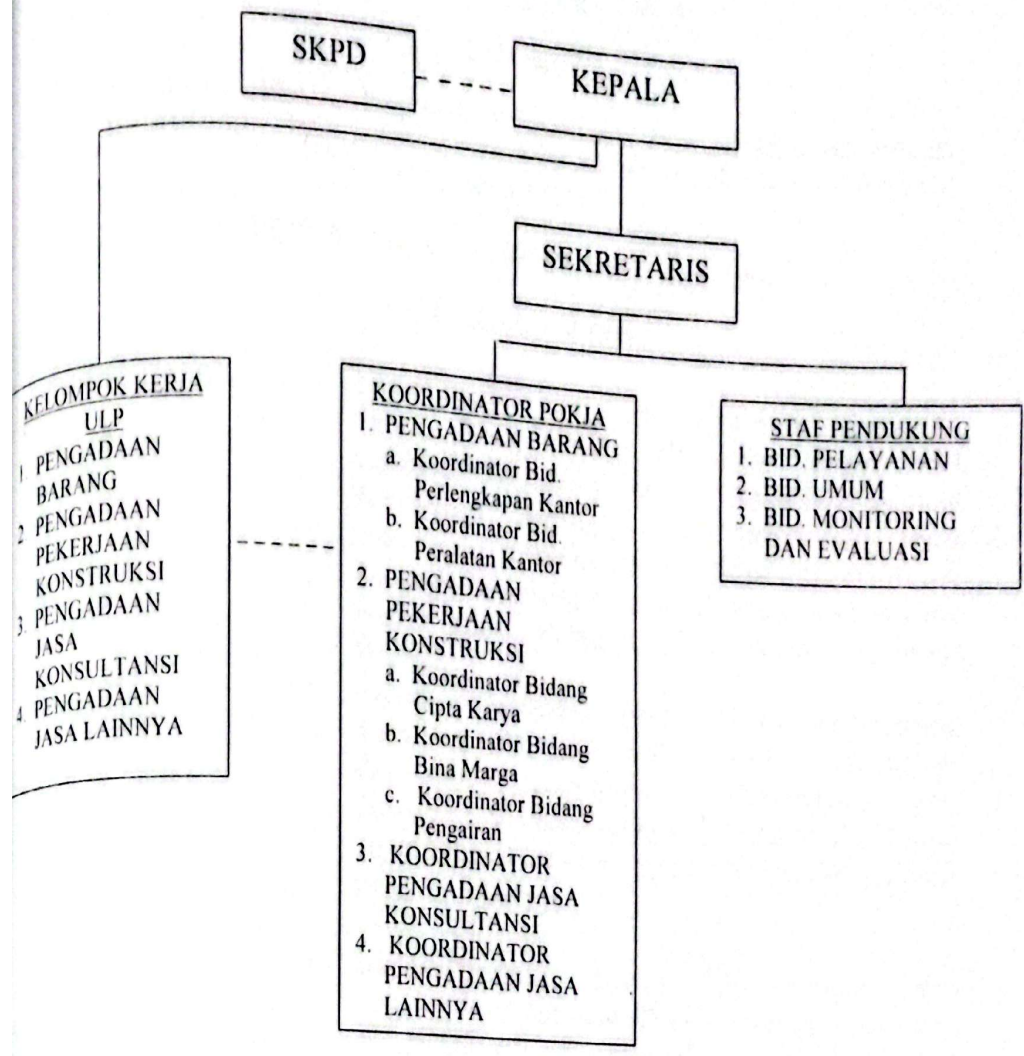 SKPD
KEPALA
SEKRETARIS
KELOMPOK KERJA
ULP
1. PENGADAAN
BARANG
2. PENGADAAN
PEKERJAAN
KONSTRUKSI
3. PENGADAAN
JASA
KONSULTANSI
4. PENGADAAN
JASA LAINNYA
KOORDINATOR POKJA
1. PENGADAAN BARANG
a. Koordinator Bid.
Perlengkapan Kantor
b. Koordinator Bid.
Peralatan Kantor
2. PENGADAAN
PEKERJAAN
KONSTRUKSI
a. Koordinator Bidang
Cipta Karya
b. Koordinator Bidang
Bina Marga
c. Koordinator Bidang
Pengairan
3. KOORDINATOR
PENGADAAN JASA
KONSULTANSI
4. KOORDINATOR
PENGADAAN JASA
LAINNYA
STAF PENDUKUNG
1. BID. PELAYANAN
2. BID. UMUM
3. BID. MONITORING
DAN EVALUASI